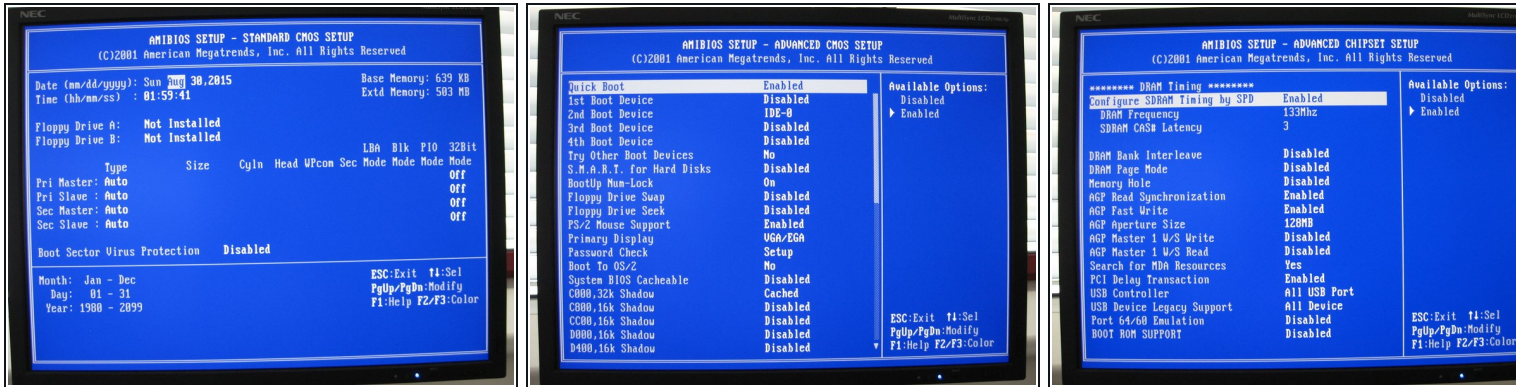 NEC
AMIBIOS SETUP - STANDARD CMOS SETUP
(C)2001 American Megatrends, Inc. All Rights Reserved
Date (mm/dd/yyyy): Sun Aug 30,2015
Base Memory: 639 KB
Time (hh/mm/ss) : 01:59:41
Extd Memory: 503 MB
Floppy Drive A: Not Installed
Floppy Drive B: Not Installed
LBA Blk PIO 32Bit
Type Size Cyln Head WPcom Sec Mode Mode Mode Mode
Pri Master: Auto Off
Pri Slave : Auto Off
Sec Master: Auto Off
Sec Slave : Auto Off
Boot Sector Virus Protection Disabled
Month: Jan - Dec
Day: 01 - 31
Year: 1980 - 2099
ESC:Exit ↑↓:Sel
PgUp/PgDn:Modify
F1:Help F2/F3:Color
NEC
MultiSync
AMIBIOS SETUP - ADVANCED CMOS SETUP
(C)2001 American Megatrends, Inc. All Rights Reserved
Quick Boot Enabled
1st Boot Device Disabled
2nd Boot Device IDE-0
3rd Boot Device Disabled
4th Boot Device Disabled
Try Other Boot Devices No
S.M.A.R.T. for Hard Disks Disabled
BootUp Num-Lock On
Floppy Drive Swap Disabled
Floppy Drive Seek Disabled
PS/2 Mouse Support Enabled
Primary Display VGA/EGA
Password Check Setup
Boot To OS/2 No
System BIOS Cacheable Disabled
C000,32k Shadow Cached
C800,16k Shadow Disabled
CC00,16k Shadow Disabled
D000,16k Shadow Disabled
D400,16k Shadow Disabled
Available Options:
Disabled
▶ Enabled
ESC:Exit ↑↓:Sel
PgUp/PgDn:Modify
F1:Help F2/F3:Color
NEC
AMIBIOS SETUP - ADVANCED CHIPSET SETUP
(C)2001 American Megatrends, Inc. All Rights Reserved
******** DRAM Timing ********
Configure SDRAM Timing by SPD Enabled
DRAM Frequency 133Mhz
SDRAM CAS# Latency 3
DRAM Bank Interleave Disabled
DRAM Page Mode Disabled
Memory Hole Disabled
AGP Read Synchronization Enabled
AGP Fast Write Enabled
AGP Aperture Size 128MB
AGP Master 1 W/S Write Disabled
AGP Master 1 W/S Read Disabled
Search for MDA Resources Yes
PCI Delay Transaction Enabled
USB Controller All USB Port
USB Device Legacy Support All Device
Port 64/60 Emulation Disabled
BOOT ROM SUPPORT Disabled
Available Options:
Disabled
▶ Enabled
ESC:Exit ↑↓:Sel
PgUp/PgDn:Modify
F1:Help F2/F3:Color